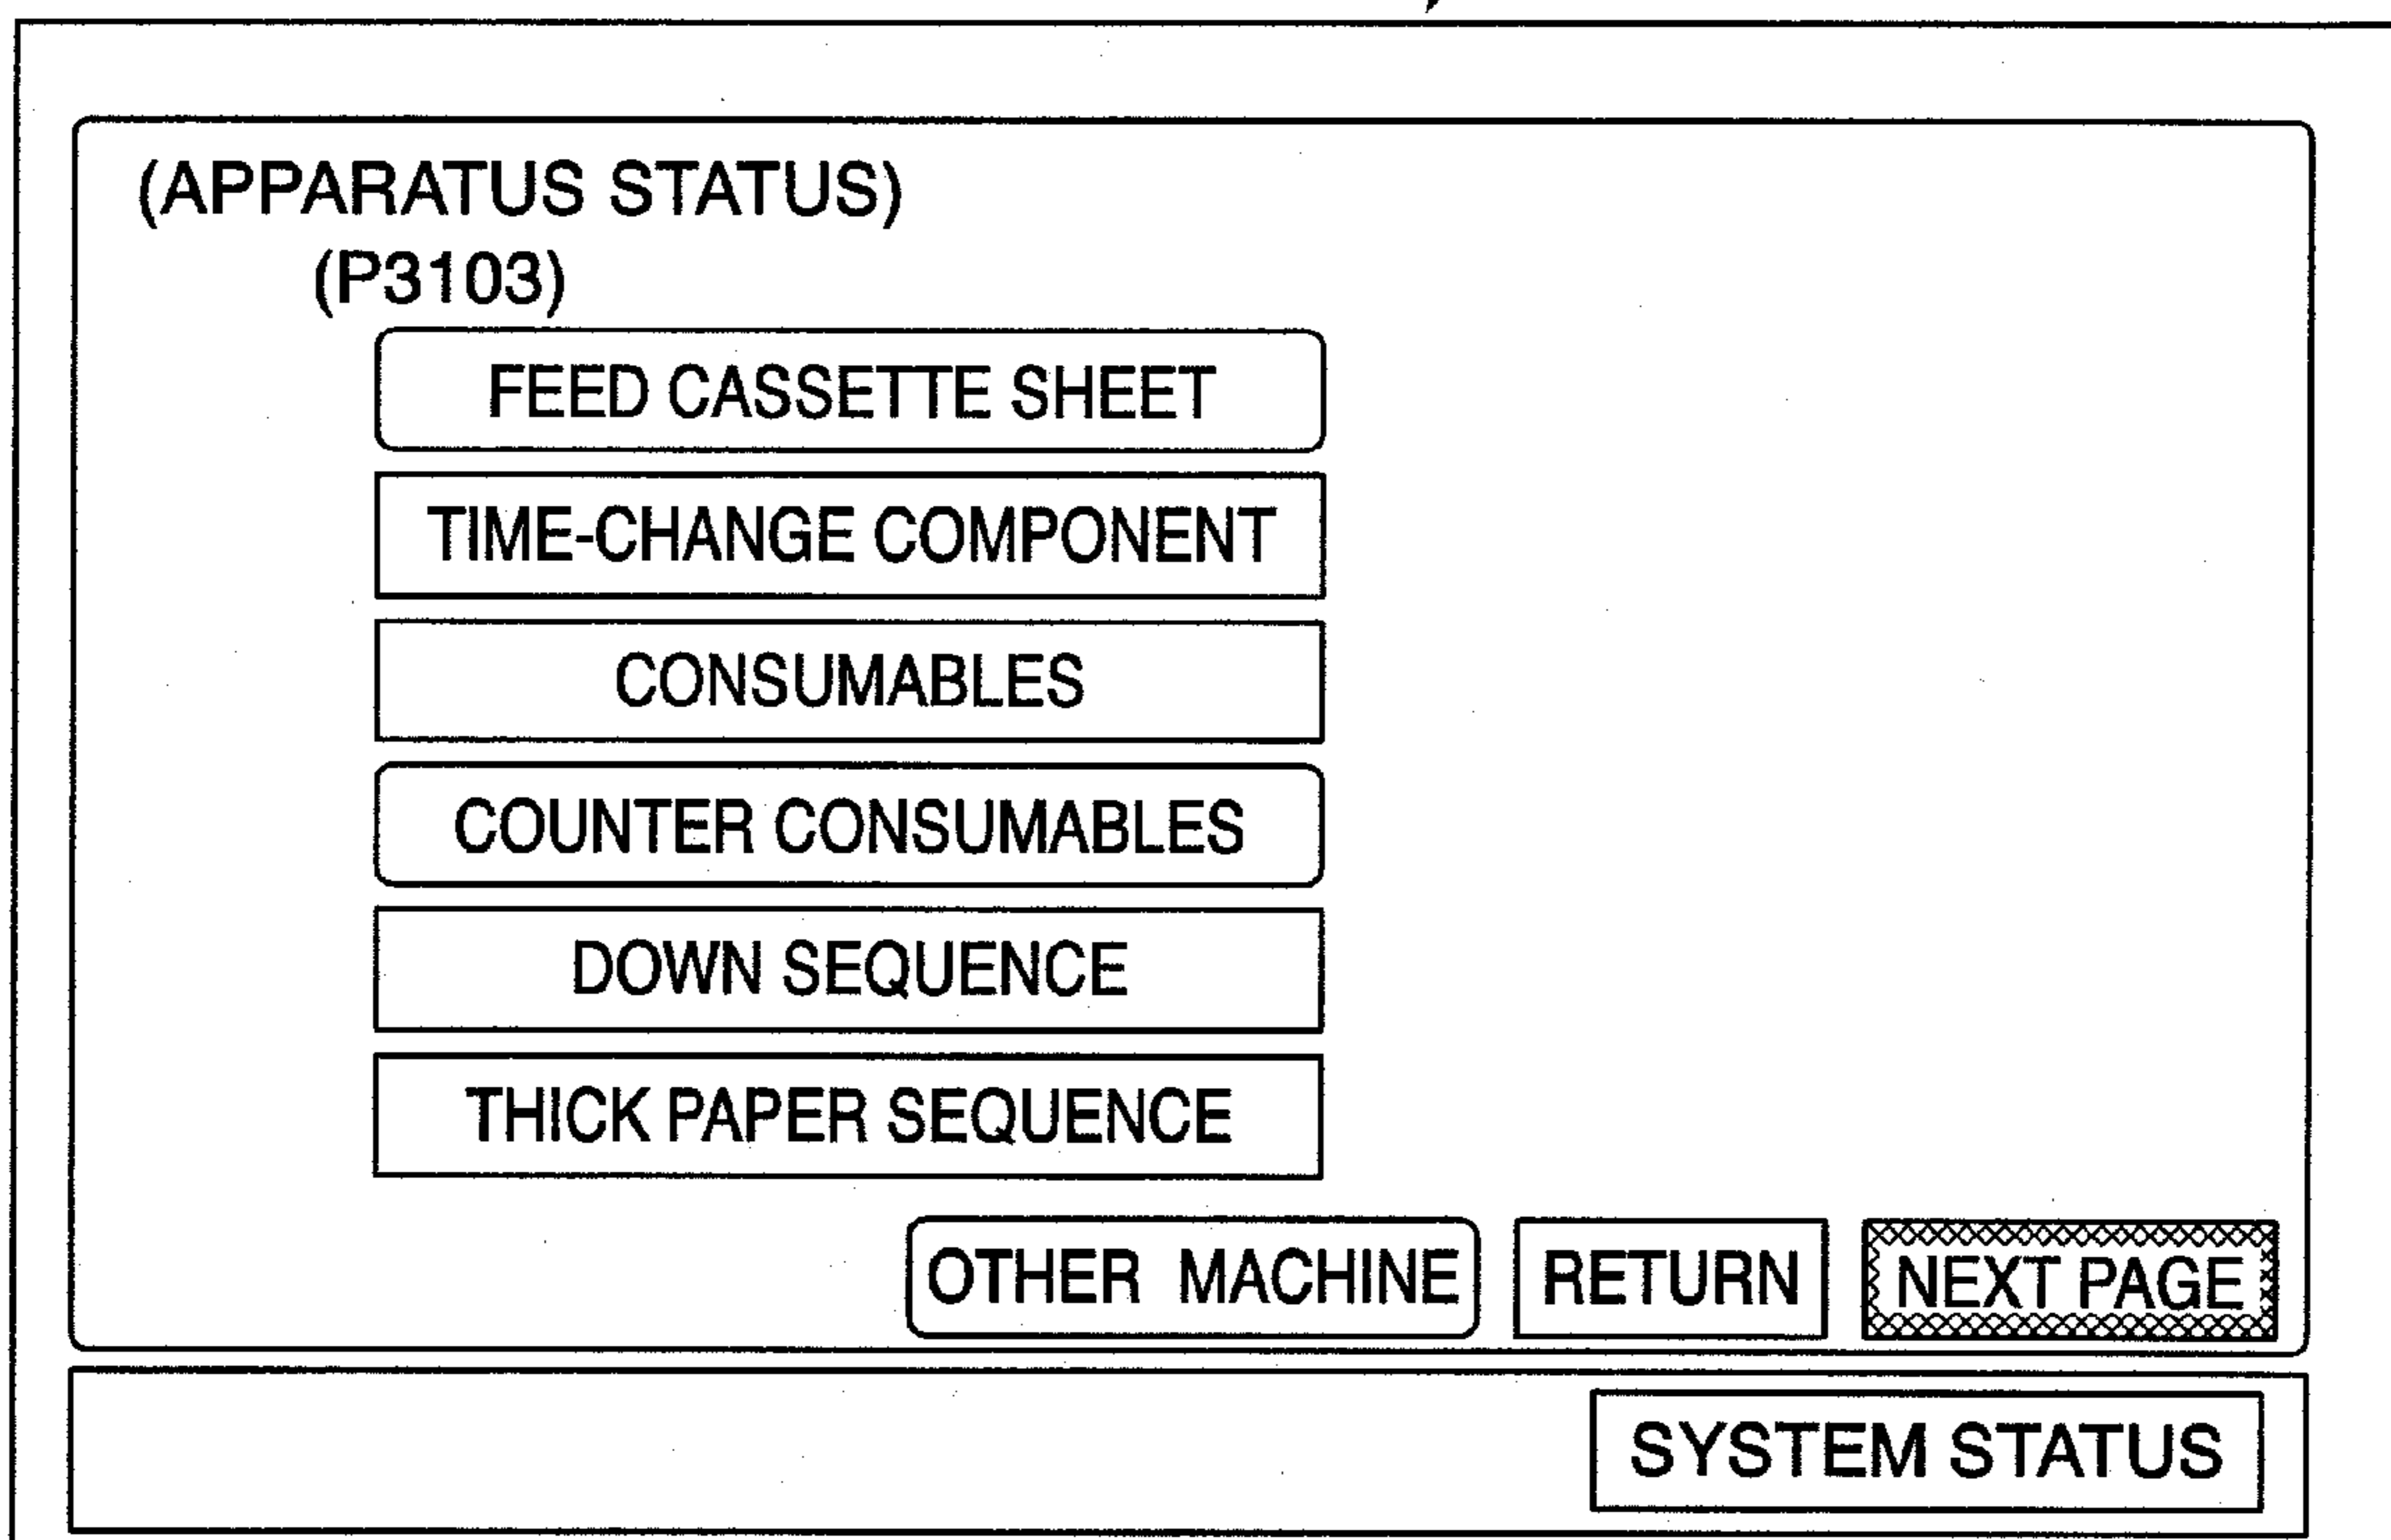 (APPARATUS STATUS)
(P3103)
FEED CASSETTE SHEET
TIME-CHANGE COMPONENT
CONSUMABLES
COUNTER CONSUMABLES
DOWN SEQUENCE
THICK PAPER SEQUENCE
OTHER MACHINE RETURN NEXT PAGE
SYSTEM STATUS